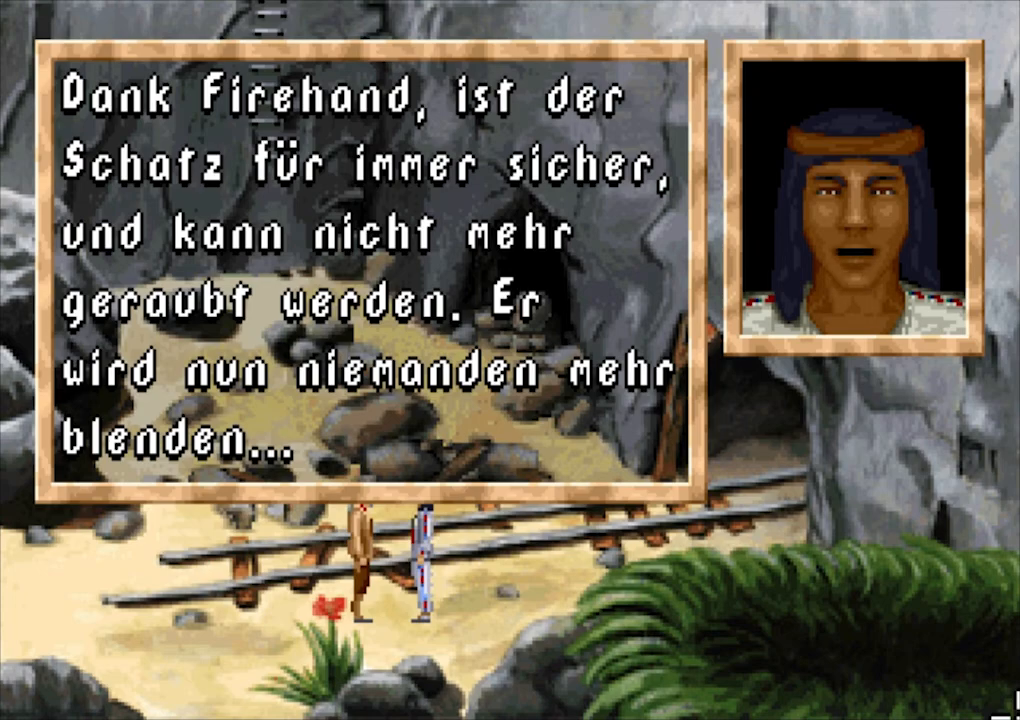 Dank Firehand, ist der
Schatz für immer sicher,
und kann nicht mehr
geraubt werden. Er
wird nun niemanden mehr
blenden...